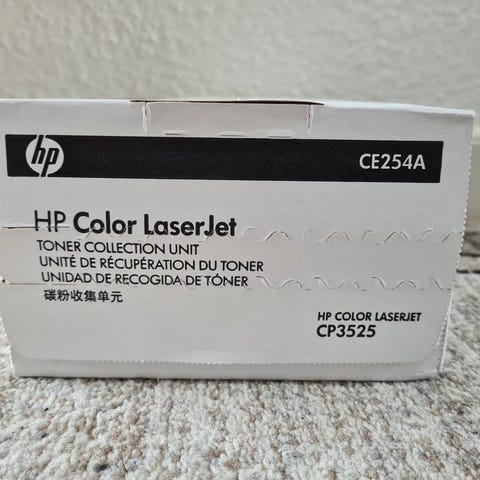 hp
CE254A
HP Color LaserJet
TONER COLLECTION UNIT
UNITÉ DE RÉCUPÉRATION DU TONER
UNIDAD DE RECOGIDA DE TÓNER
碳粉收集单元
HP COLOR LASERJET
CP3525